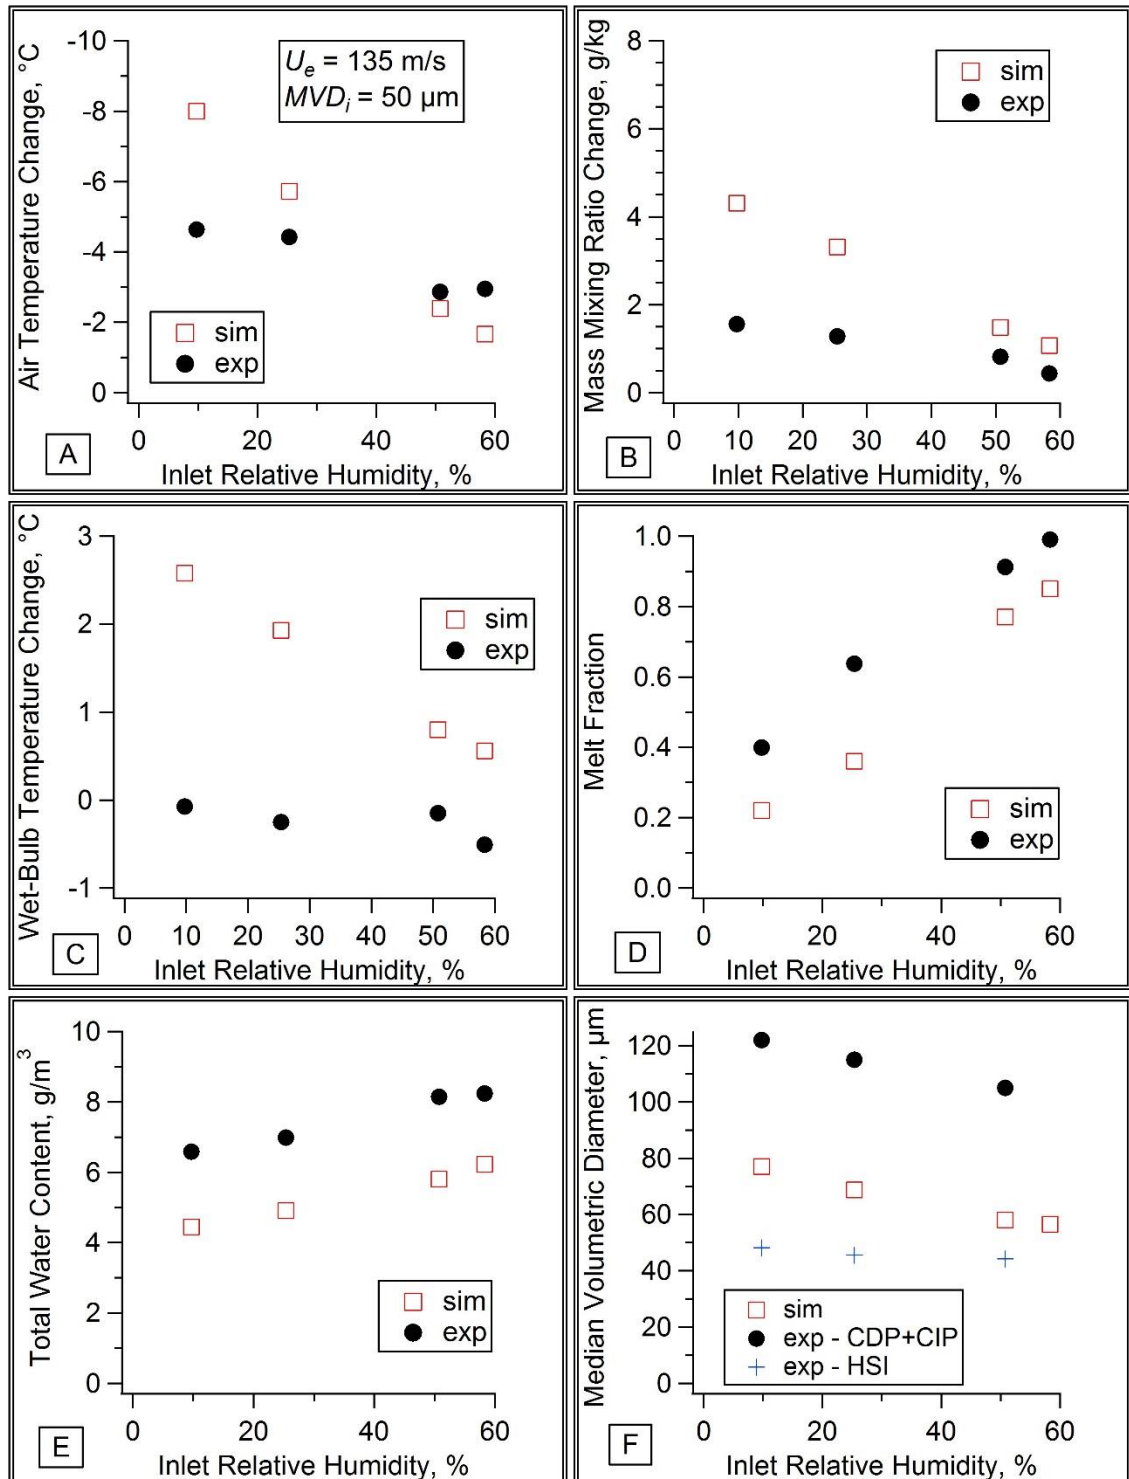 Air Temperature Change, °C
-10
-8
-6
-4
-2
0
U_e = 135 m/s
MVD_i = 50 µm
sim
exp
0 20 40 60
Inlet Relative Humidity, %
A
Mass Mixing Ratio Change, g/kg
8
6
4
2
0
sim
exp
0 10 20 30 40 50 60
Inlet Relative Humidity, %
B
Wet-Bulb Temperature Change, °C
3
2
1
0
-1
sim
exp
0 10 20 30 40 50 60
Inlet Relative Humidity, %
C
Melt Fraction
1.0
0.8
0.6
0.4
0.2
0.0
sim
exp
0 20 40 60
Inlet Relative Humidity, %
D
Total Water Content, g/m³
10
8
6
4
2
0
sim
exp
0 20 40 60
Inlet Relative Humidity, %
E
Median Volumetric Diameter, µm
120
100
80
60
40
20
0
sim
exp - CDP+CIP
exp - HSI
0 20 40 60
Inlet Relative Humidity, %
F